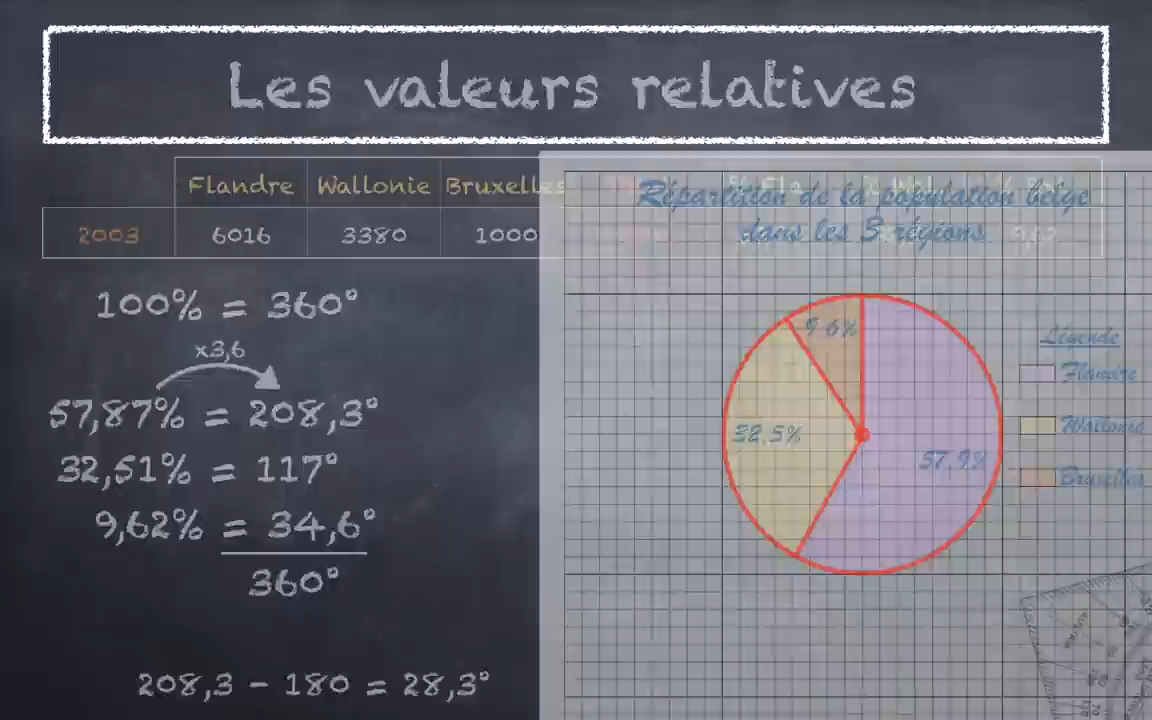 Les valeurs relatives
Flandre Wallonie Bruxelles
2003 6016 3380 1000
Répartition de la population belge
dans les 3 régions
100% = 360°
x3,6
57,87% = 208,3°
32,51% = 117°
9,62% = 34,6°
360°
208,3 - 180 = 28,3°
9.6%
32.5%
57.9%
Légende
Flandre
Wallonie
Bruxelles